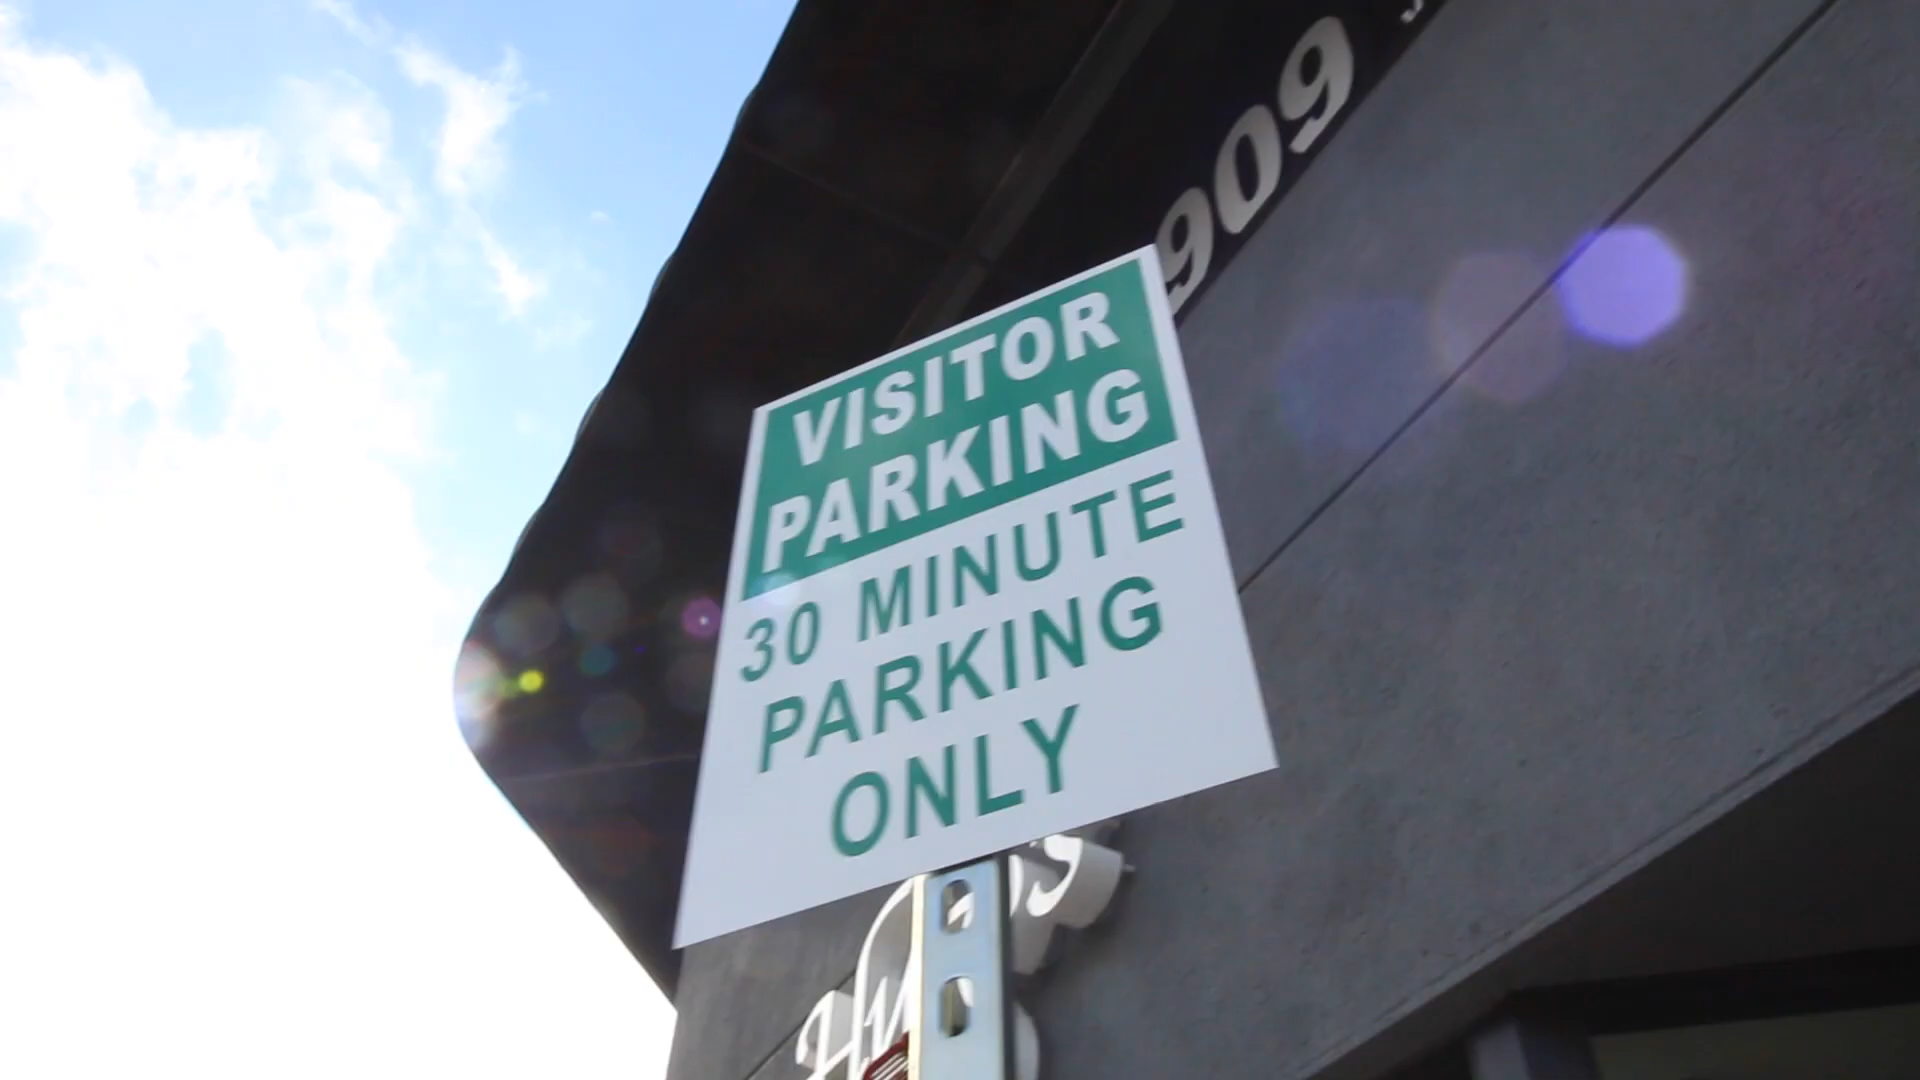 909
VISITOR
PARKING
30 MINUTE
PARKING
ONLY